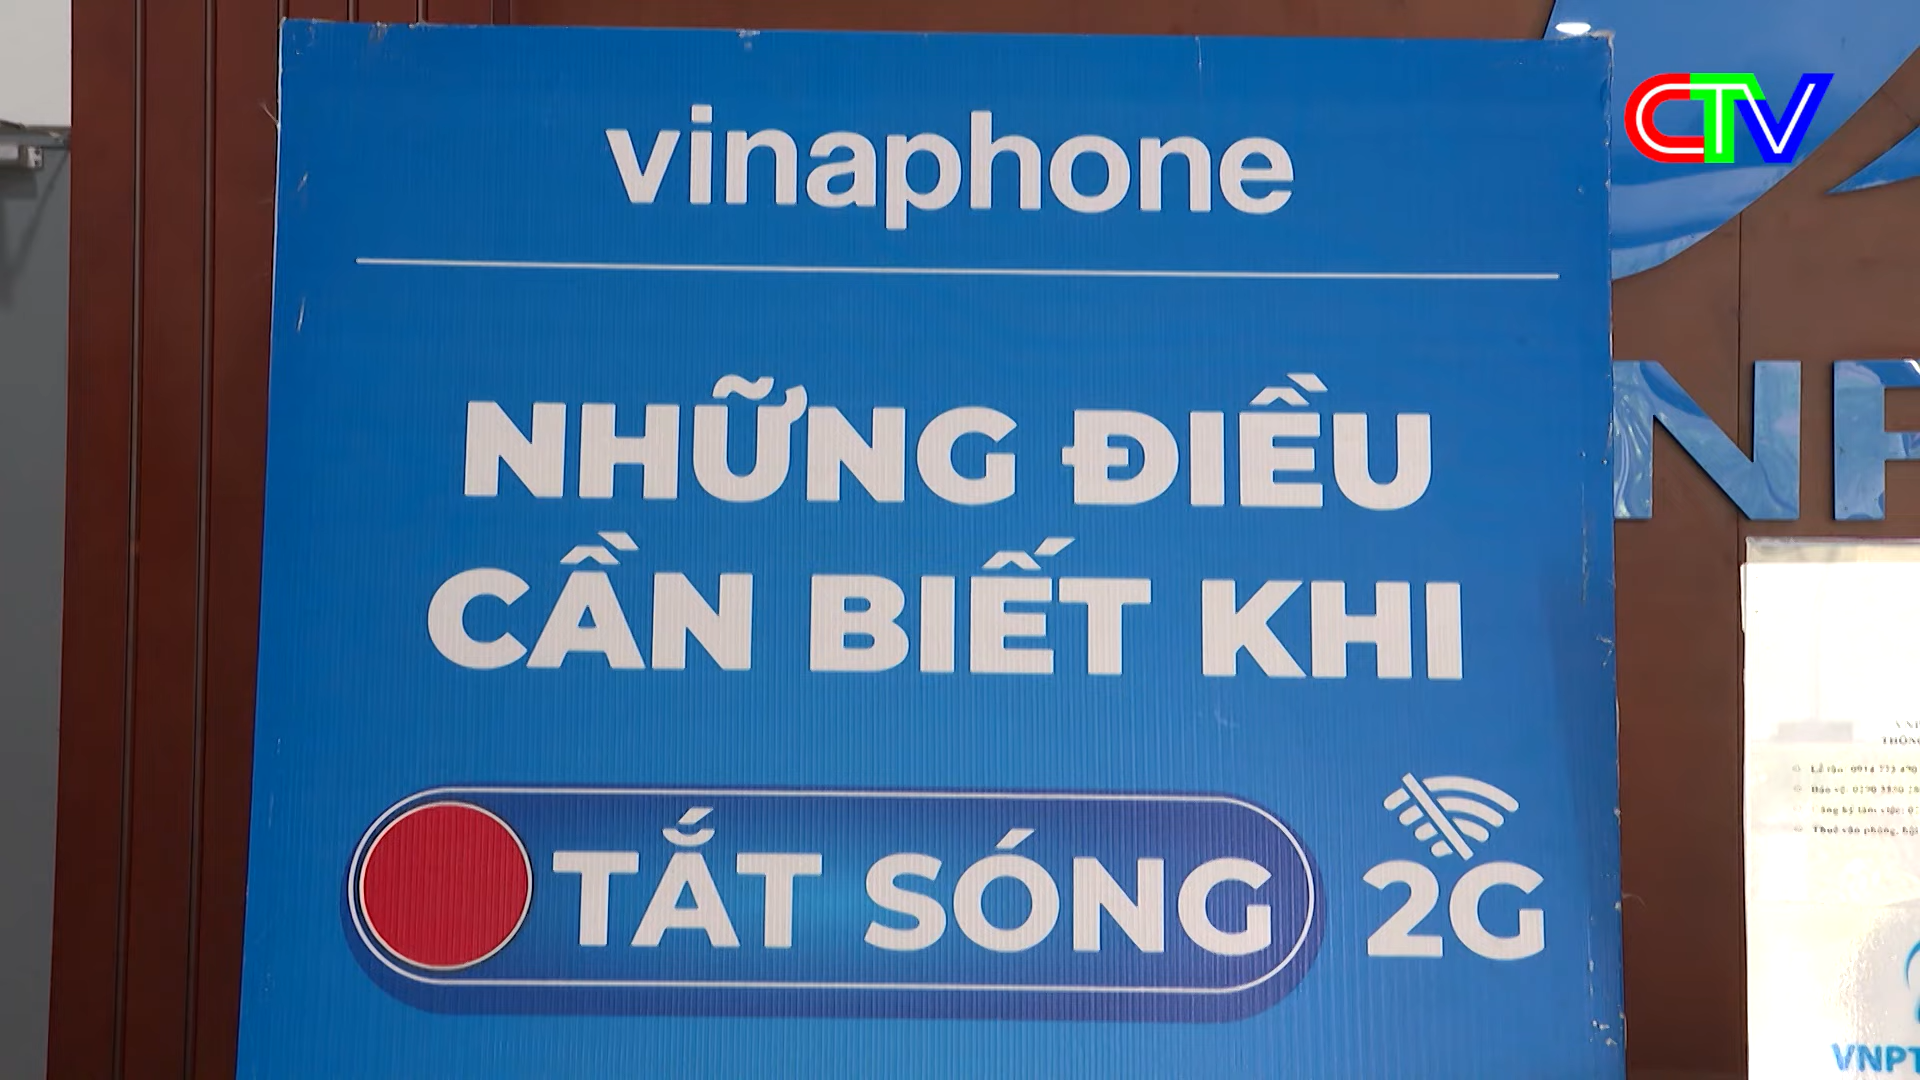 vinaphone
CTV
NHỮNG ĐIỀU
CẦN BIẾT KHI
TẮT SÓNG 2G
VNPT